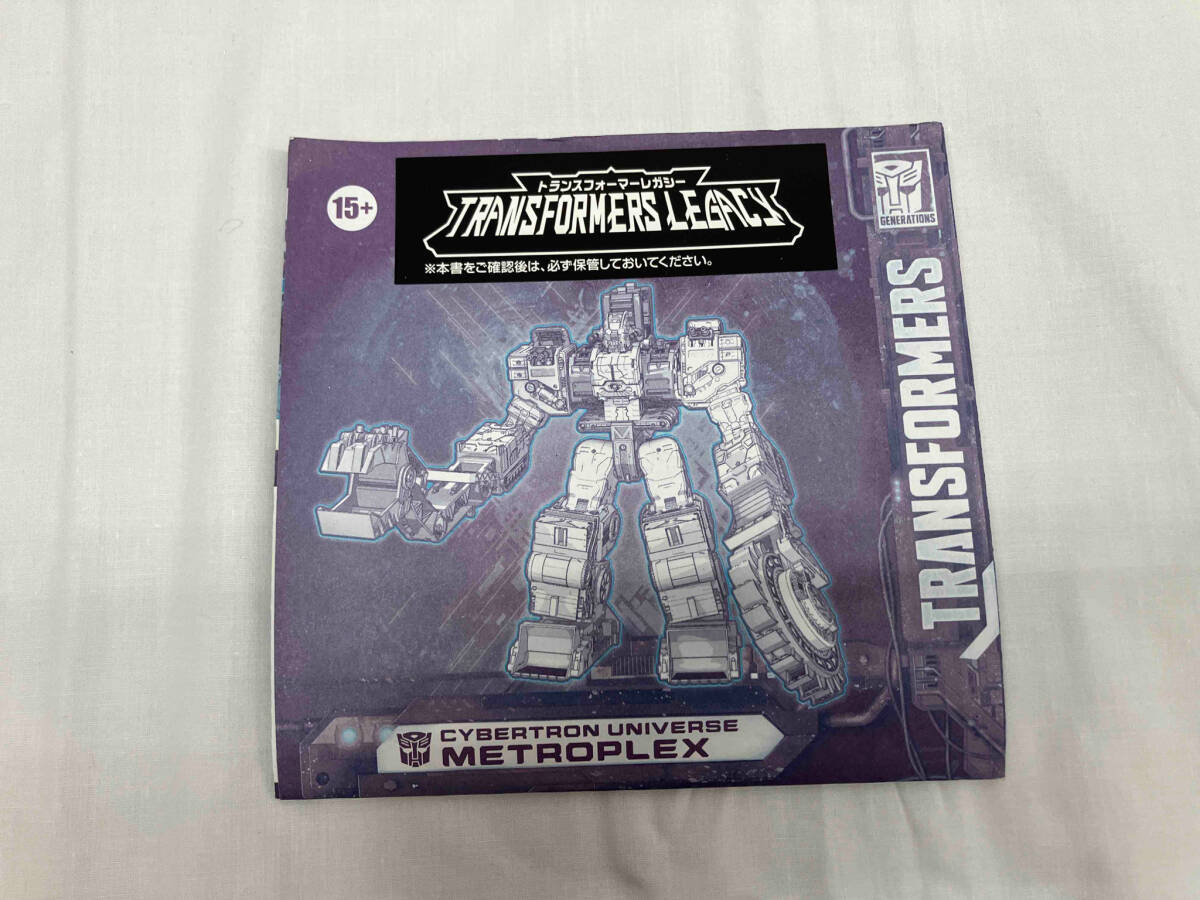 15+
トランスフォーマーレガシー
TRANSFORMERS LEGACY
※本書をご確認後は、必ず保管しておいてください。
GENERATIONS
TRANSFORMERS
CYBERTRON UNIVERSE
METROPLEX